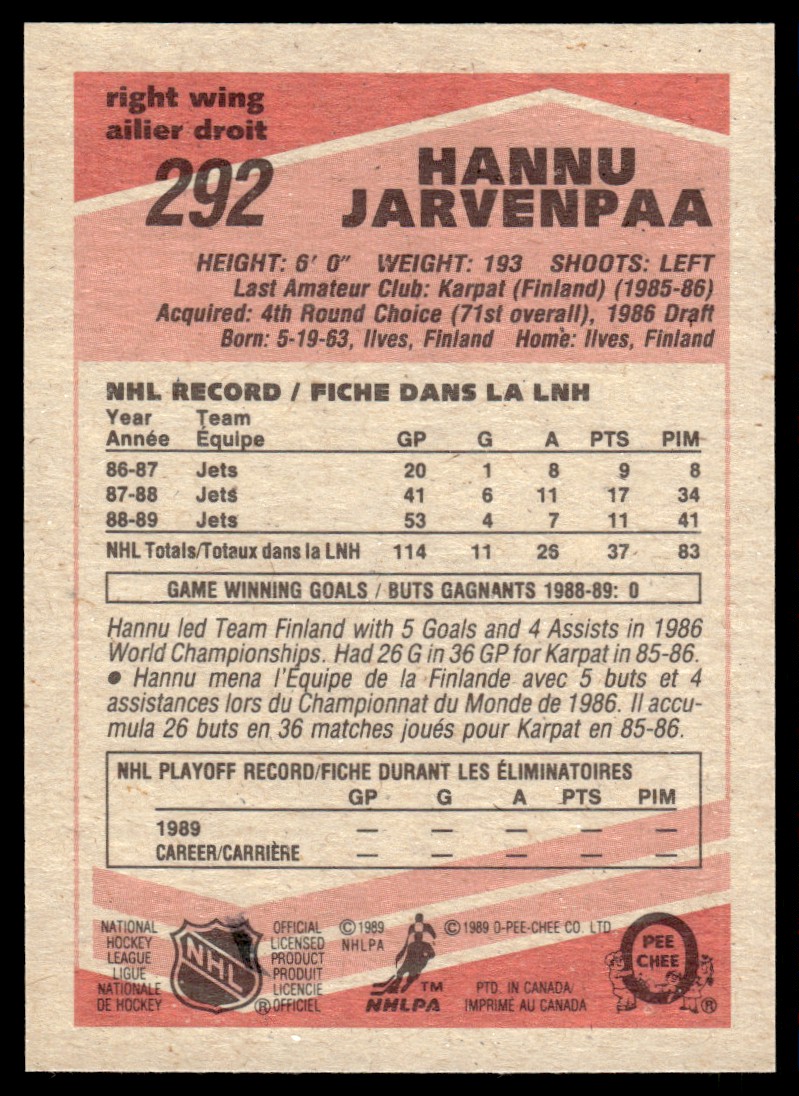 right wing
ailier droit
292
HANNU
JARVENPAA
HEIGHT: 6' 0" WEIGHT: 193 SHOOTS: LEFT
Last Amateur Club: Karpat (Finland) (1985-86)
Acquired: 4th Round Choice (71st overall), 1986 Draft
Born: 5-19-63, Ilves, Finland Home: Ilves, Finland
NHL RECORD / FICHE DANS LA LNH
Year Team
Année Équipe GP G A PTS PIM
86-87 Jets 20 1 8 9 8
87-88 Jets 41 6 11 17 34
88-89 Jets 53 4 7 11 41
NHL Totals/Totaux dans la LNH 114 11 26 37 83
GAME WINNING GOALS / BUTS GAGNANTS 1988-89: 0
Hannu led Team Finland with 5 Goals and 4 Assists in 1986
World Championships. Had 26 G in 36 GP for Karpat in 85-86.
● Hannu mena l'Équipe de la Finlande avec 5 buts et 4
assistances lors du Championnat du Monde de 1986. Il accu-
mula 26 buts en 36 matches joués pour Karpat en 85-86.
NHL PLAYOFF RECORD/FICHE DURANT LES ÉLIMINATOIRES
GP G A PTS PIM
1989 — — — — —
CAREER/CARRIÈRE — — — — —
NATIONAL
HOCKEY
LEAGUE
LIGUE
NATIONALE
DE HOCKEY
NHL
®
OFFICIAL
LICENSED
PRODUCT
PRODUIT
LICENCIE
OFFICIEL
© 1989
NHLPA
TM
NHLPA
© 1989 O-PEE-CHEE CO. LTD.
PTD. IN CANADA/
IMPRIMÉ AU CANADA
O
PEE
CHEE
®